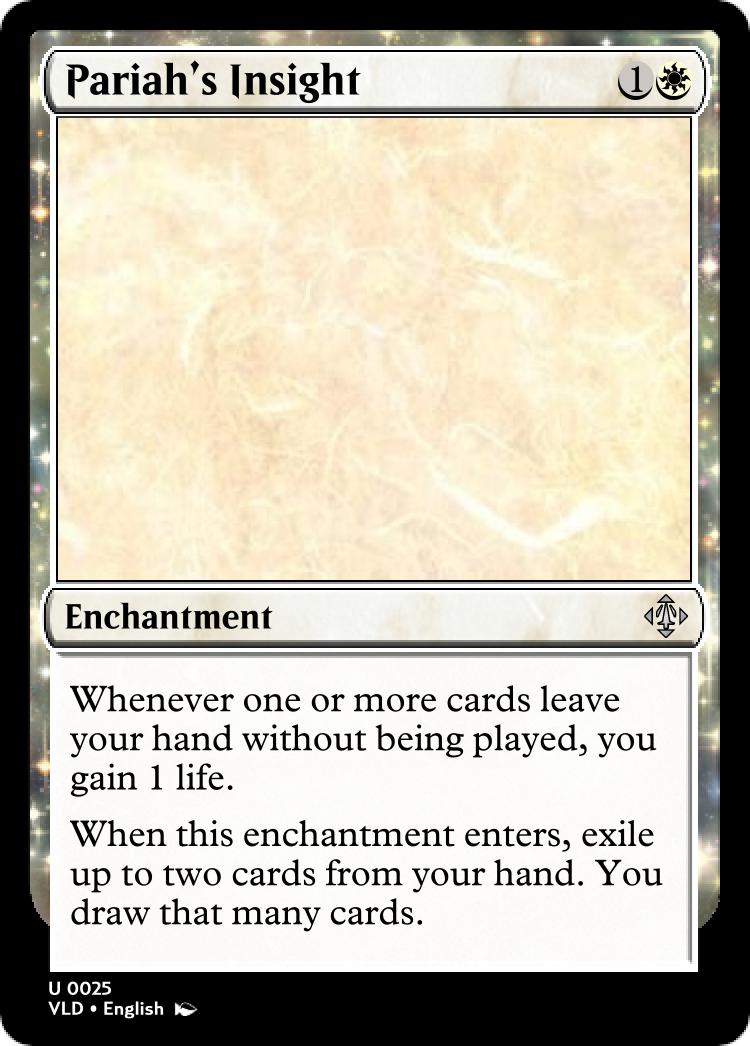 Pariah's Insight 1
Enchantment
Whenever one or more cards leave
your hand without being played, you
gain 1 life.
When this enchantment enters, exile
up to two cards from your hand. You
draw that many cards.
U 0025
VLD • English